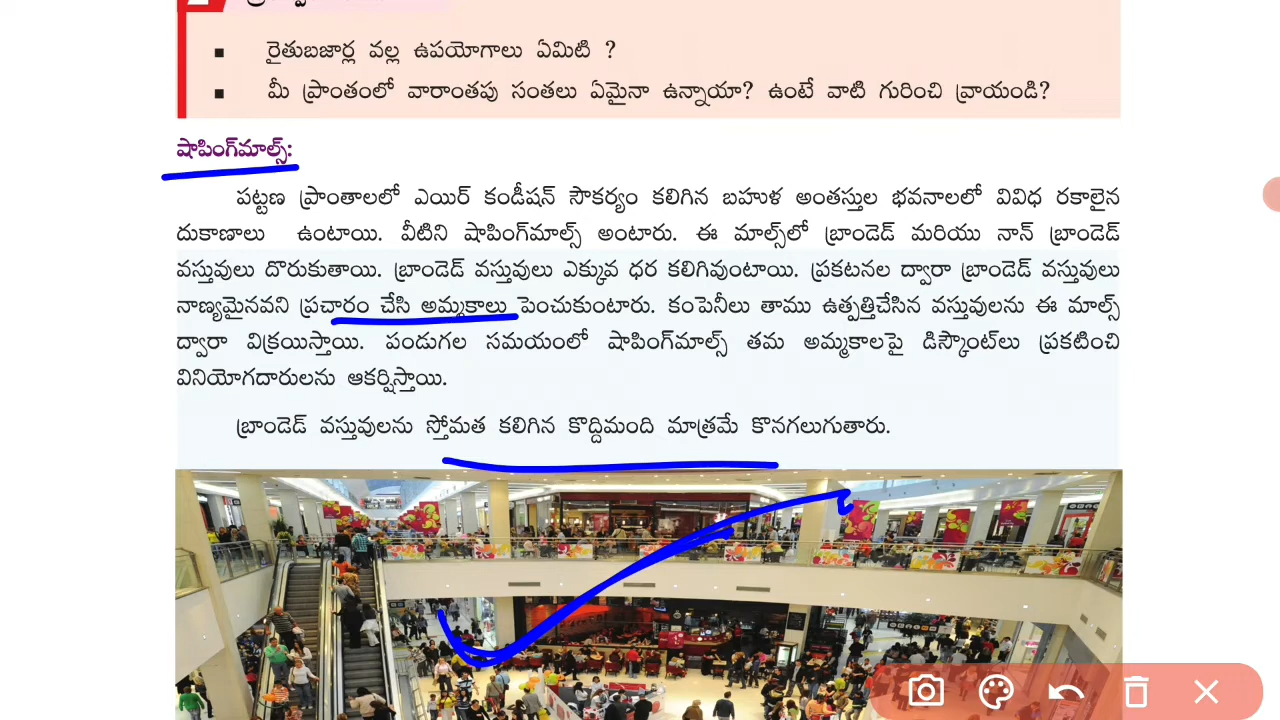 రైతుబజార్ల వల్ల ఉపయోగాలు ఏమిటి ?
మీ ప్రాంతంలో వారాంతపు సంతలు ఏమైనా ఉన్నాయా? ఉంటే వాటి గురించి వ్రాయండి?
షాపింగ్‌మాల్స్:
పట్టణ ప్రాంతాలలో ఎయిర్ కండీషన్ సౌకర్యం కలిగిన బహుళ అంతస్తుల భవనాలలో వివిధ రకాలైన
దుకాణాలు ఉంటాయి. వీటిని షాపింగ్‌మాల్స్ అంటారు. ఈ మాల్స్‌లో బ్రాండెడ్ మరియు నాన్ బ్రాండెడ్
వస్తువులు దొరుకుతాయి. బ్రాండెడ్ వస్తువులు ఎక్కువ ధర కలిగివుంటాయి. ప్రకటనల ద్వారా బ్రాండెడ్ వస్తువులు
నాణ్యమైనవని ప్రచారం చేసి అమ్మకాలు పెంచుకుంటారు. కంపెనీలు తాము ఉత్పత్తిచేసిన వస్తువులను ఈ మాల్స్
ద్వారా విక్రయిస్తాయి. పండుగల సమయంలో షాపింగ్‌మాల్స్ తమ అమ్మకాలపై డిస్కౌంట్‌లు ప్రకటించి
వినియోగదారులను ఆకర్షిస్తాయి.
బ్రాండెడ్ వస్తువులను స్తోమత కలిగిన కొద్దిమంది మాత్రమే కొనగలుగుతారు.